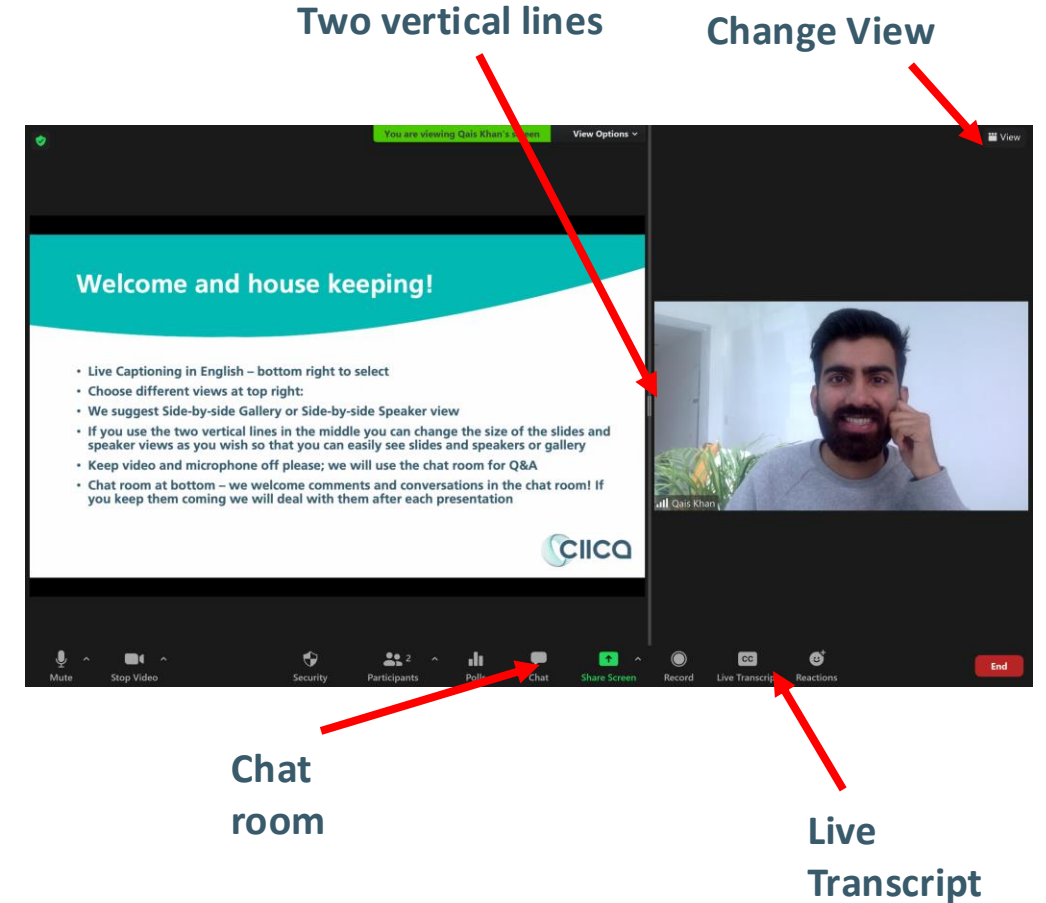 Two vertical lines
Change View
You are viewing Qais Khan's screen
View Options
View
Welcome and house keeping!
• Live Captioning in English – bottom right to select
• Choose different views at top right:
• We suggest Side-by-side Gallery or Side-by-side Speaker view
• If you use the two vertical lines in the middle you can change the size of the slides and
speaker views as you wish so that you can easily see slides and speakers or gallery
• Keep video and microphone off please; we will use the chat room for Q&A
• Chat room at bottom – we welcome comments and conversations in the chat room! If
you keep them coming we will deal with them after each presentation
CIICA
Qais Khan
Mute
Stop Video
Security
2
Participants
Polls
Chat
Share Screen
Record
CC
Live Transcript
Reactions
End
Chat
room
Live
Transcript